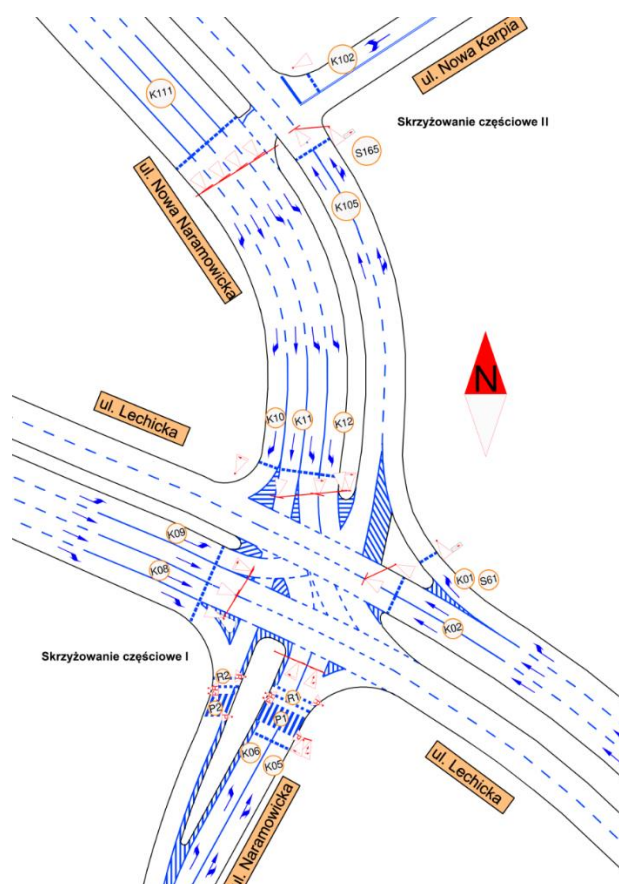 K102
ul. Nowa Karpia
K111
Skrzyżowanie częściowe II
S165
ul. Nowa Naramowicka
K105
N
ul. Lechicka
K10
K11
K12
K09
K08
K01
S61
K02
Skrzyżowanie częściowe I
R2
P2
R1
P1
K06
K05
ul. Lechicka
ul. Naramowicka